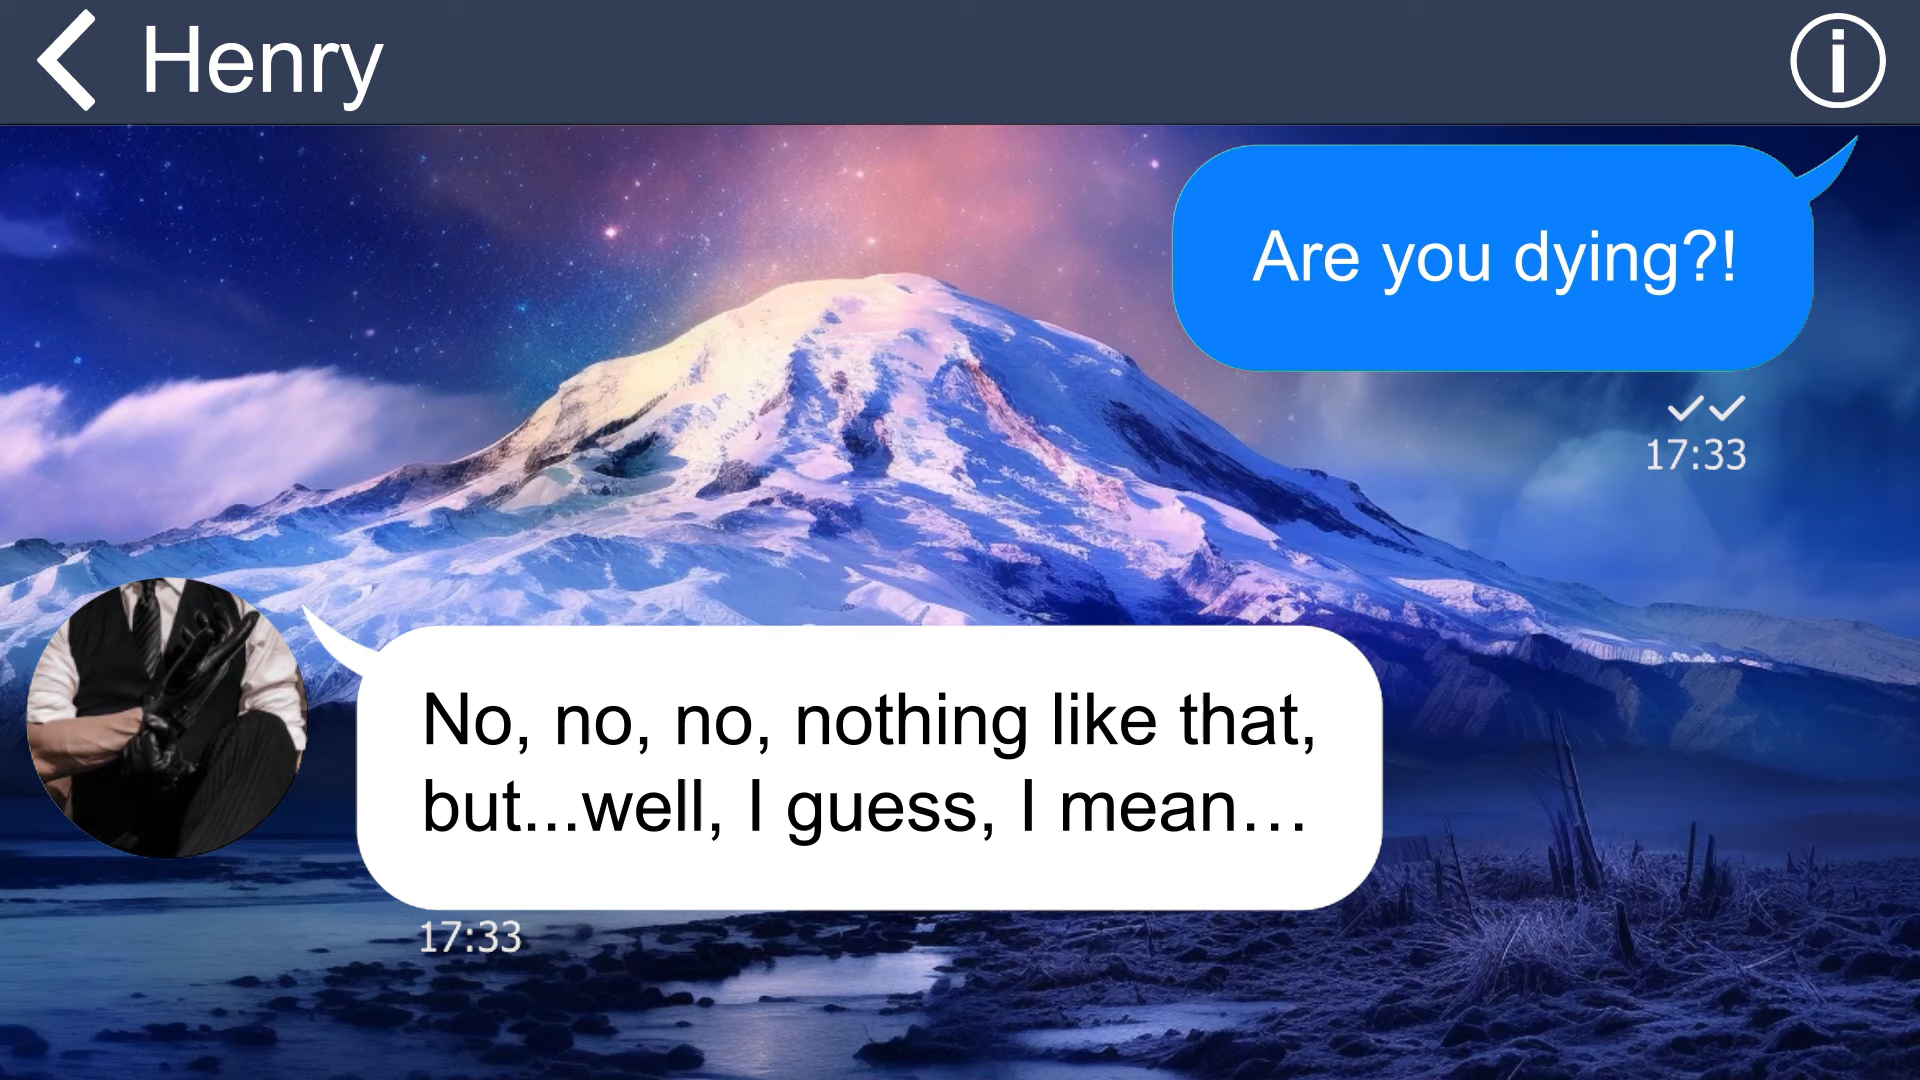 Henry
Are you dying?!
17:33
No, no, no, nothing like that,
but...well, I guess, I mean…
17:33